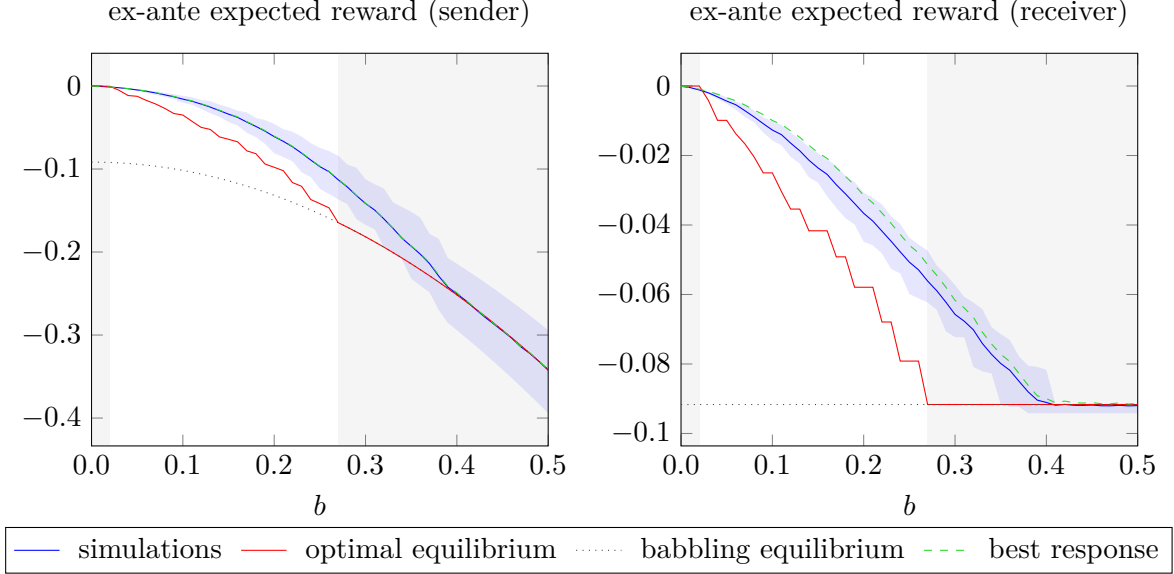 ex-ante expected reward (sender)
ex-ante expected reward (receiver)
0
−0.1
−0.2
−0.3
−0.4
0.0 0.1 0.2 0.3 0.4 0.5
b
0
−0.02
−0.04
−0.06
−0.08
−0.1
0.0 0.1 0.2 0.3 0.4 0.5
b
simulations optimal equilibrium babbling equilibrium best response